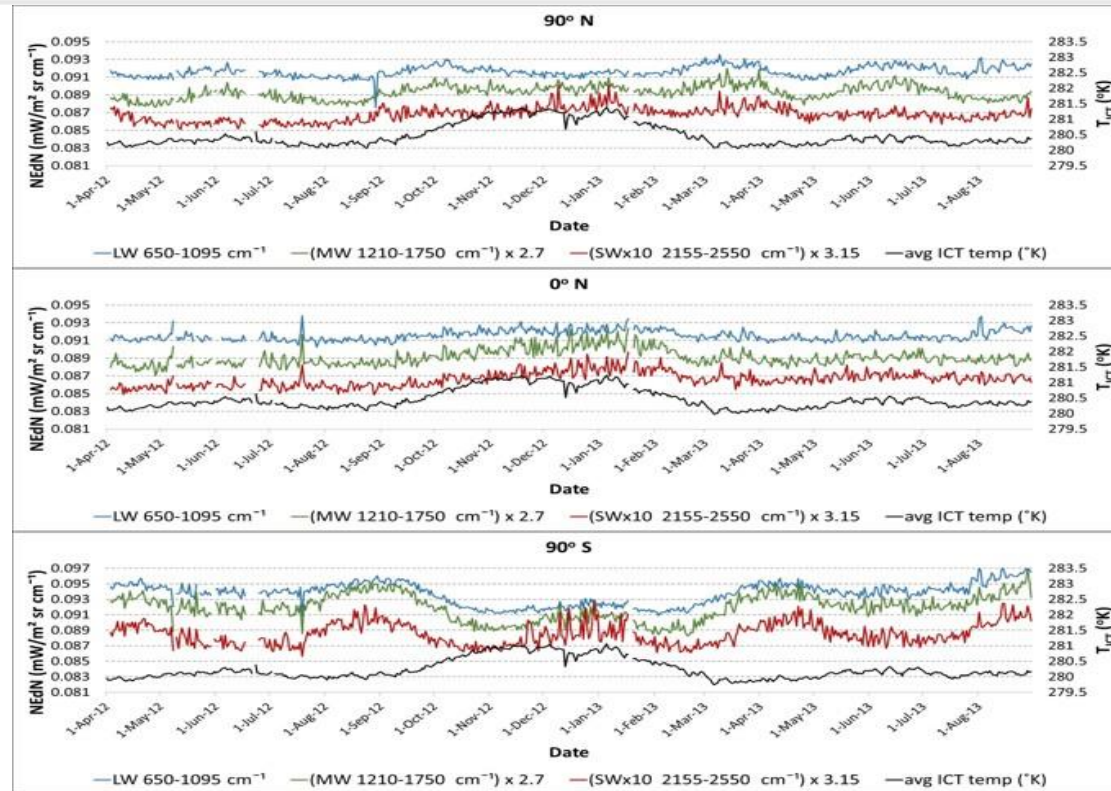 90° N
NEdN (mW/m² sr cm⁻¹)
0.095
0.093
0.091
0.089
0.087
0.085
0.083
0.081
283.5
283
282.5
282
281.5
281
280.5
280
279.5
T_ICT (°K)
1-Apr-12
1-May-12
1-Jun-12
1-Jul-12
1-Aug-12
1-Sep-12
1-Oct-12
1-Nov-12
1-Dec-12
1-Jan-13
1-Feb-13
1-Mar-13
1-Apr-13
1-May-13
1-Jun-13
1-Jul-13
1-Aug-13
Date
LW 650-1095 cm⁻¹ (MW 1210-1750 cm⁻¹) x 2.7 (SWx10 2155-2550 cm⁻¹) x 3.15 avg ICT temp (°K)
0° N
NEdN (mW/m² sr cm⁻¹)
0.095
0.093
0.091
0.089
0.087
0.085
0.083
0.081
283.5
283
282.5
282
281.5
281
280.5
280
279.5
T_ICT (°K)
1-Apr-12
1-May-12
1-Jun-12
1-Jul-12
1-Aug-12
1-Sep-12
1-Oct-12
1-Nov-12
1-Dec-12
1-Jan-13
1-Feb-13
1-Mar-13
1-Apr-13
1-May-13
1-Jun-13
1-Jul-13
1-Aug-13
Date
LW 650-1095 cm⁻¹ (MW 1210-1750 cm⁻¹) x 2.7 (SWx10 2155-2550 cm⁻¹) x 3.15 avg ICT temp (°K)
90° S
NEdN (mW/m² sr cm⁻¹)
0.097
0.095
0.093
0.091
0.089
0.087
0.085
0.083
0.081
283.5
283
282.5
282
281.5
281
280.5
280
279.5
T_ICT (°K)
1-Apr-12
1-May-12
1-Jun-12
1-Jul-12
1-Aug-12
1-Sep-12
1-Oct-12
1-Nov-12
1-Dec-12
1-Jan-13
1-Feb-13
1-Mar-13
1-Apr-13
1-May-13
1-Jun-13
1-Jul-13
1-Aug-13
Date
LW 650-1095 cm⁻¹ (MW 1210-1750 cm⁻¹) x 2.7 (SWx10 2155-2550 cm⁻¹) x 3.15 avg ICT temp (°K)